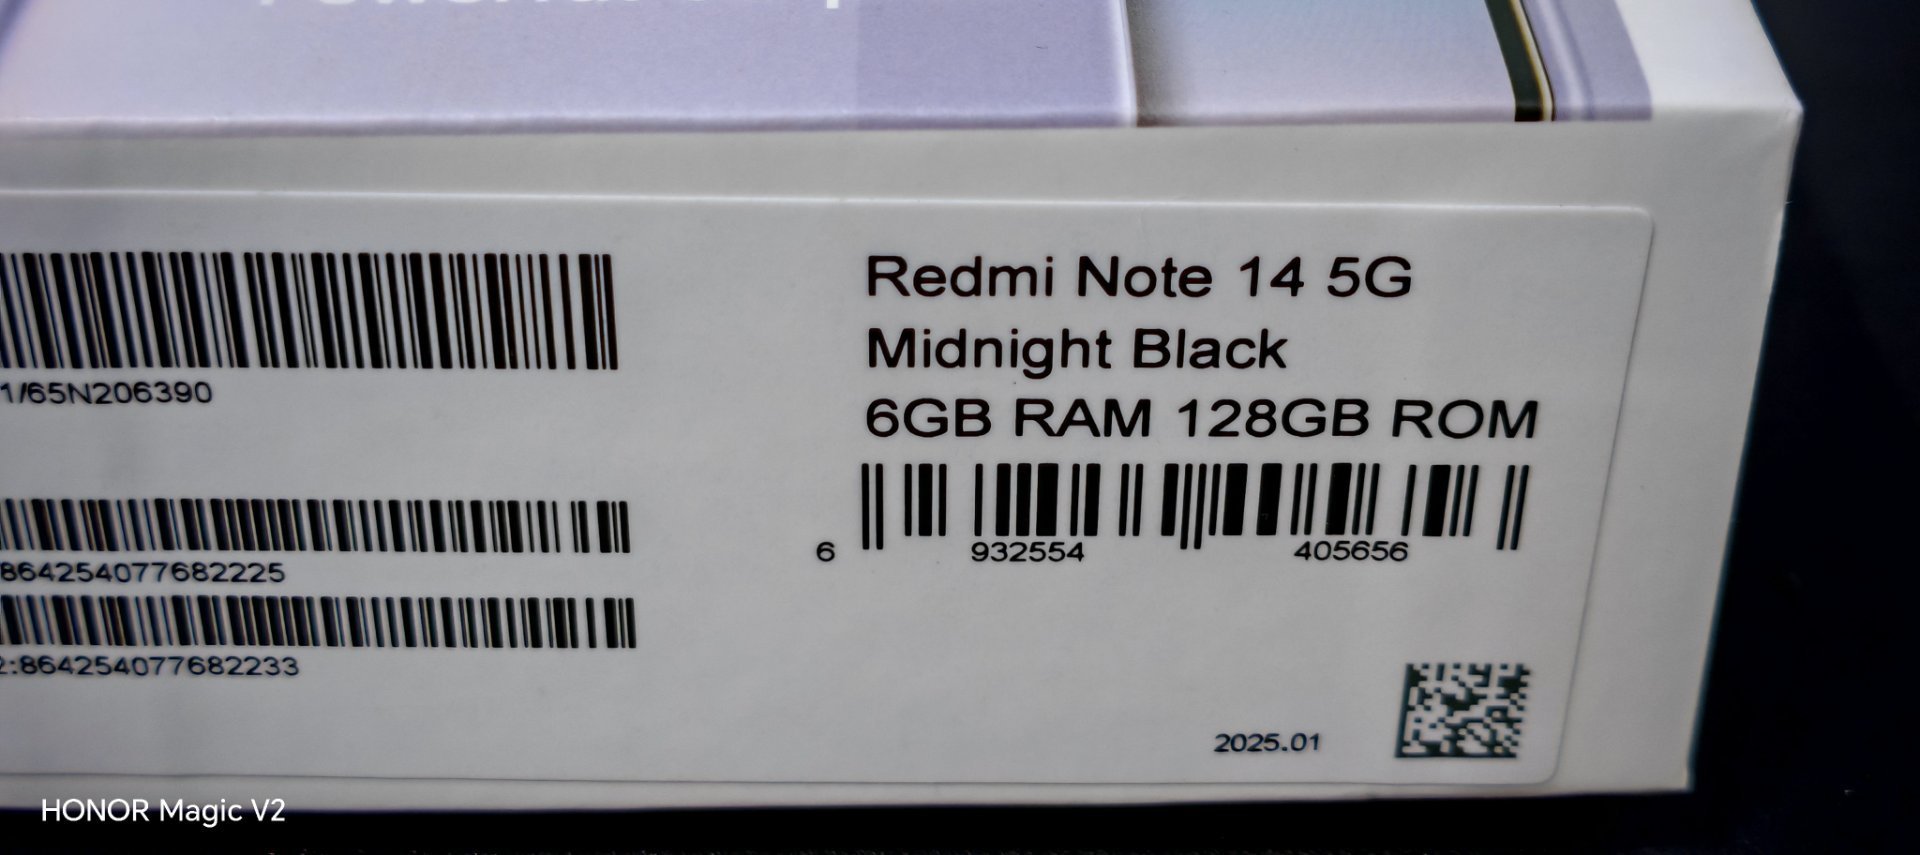 1/65N206390
864254077682225
2:864254077682233
Redmi Note 14 5G
Midnight Black
6GB RAM 128GB ROM
6 932554 405656
2025.01
HONOR Magic V2